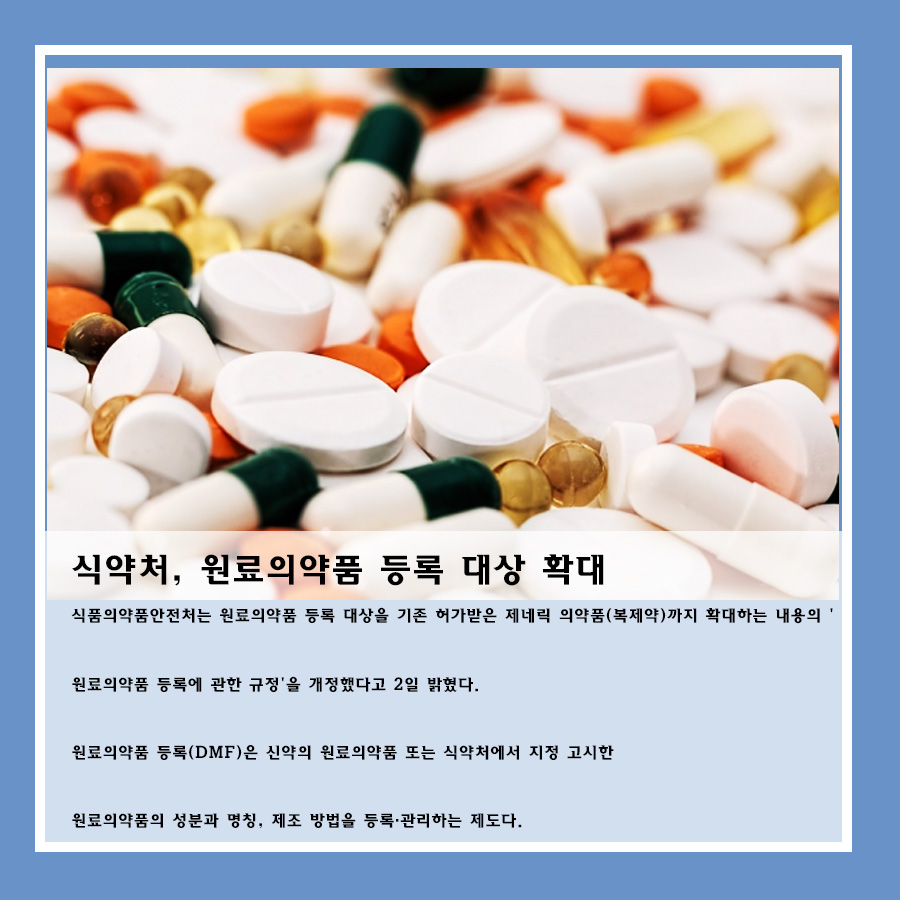 식약처, 원료의약품 등록 대상 확대
식품의약품안전처는 원료의약품 등록 대상을 기존 허가받은 제네릭 의약품(복제약)까지 확대하는 내용의 '
원료의약품 등록에 관한 규정'을 개정했다고 2일 밝혔다.
원료의약품 등록(DMF)은 신약의 원료의약품 또는 식약처에서 지정 고시한
원료의약품의 성분과 명칭, 제조 방법을 등록·관리하는 제도다.